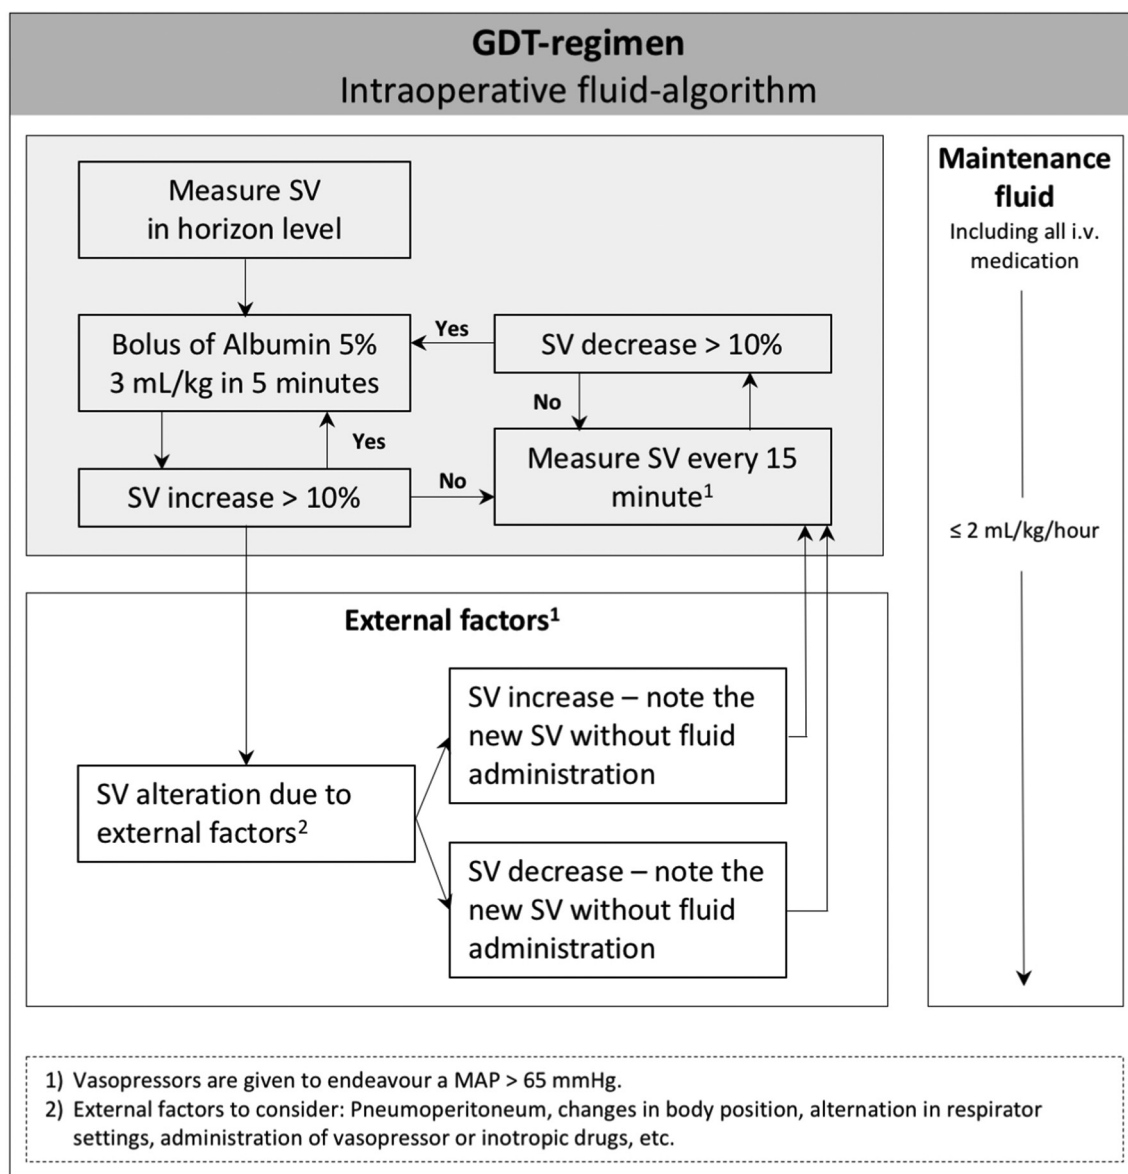 GDT-regimen
Intraoperative fluid-algorithm
Measure SV
in horizon level
Bolus of Albumin 5%
3 mL/kg in 5 minutes
Yes
SV decrease > 10%
No
Yes
SV increase > 10%
No
Measure SV every 15
minute¹
External factors¹
SV alteration due to
external factors²
SV increase – note the
new SV without fluid
administration
SV decrease – note the
new SV without fluid
administration
Maintenance
fluid
Including all i.v.
medication
≤ 2 mL/kg/hour
1) Vasopressors are given to endeavour a MAP > 65 mmHg.
2) External factors to consider: Pneumoperitoneum, changes in body position, alternation in respirator
settings, administration of vasopressor or inotropic drugs, etc.